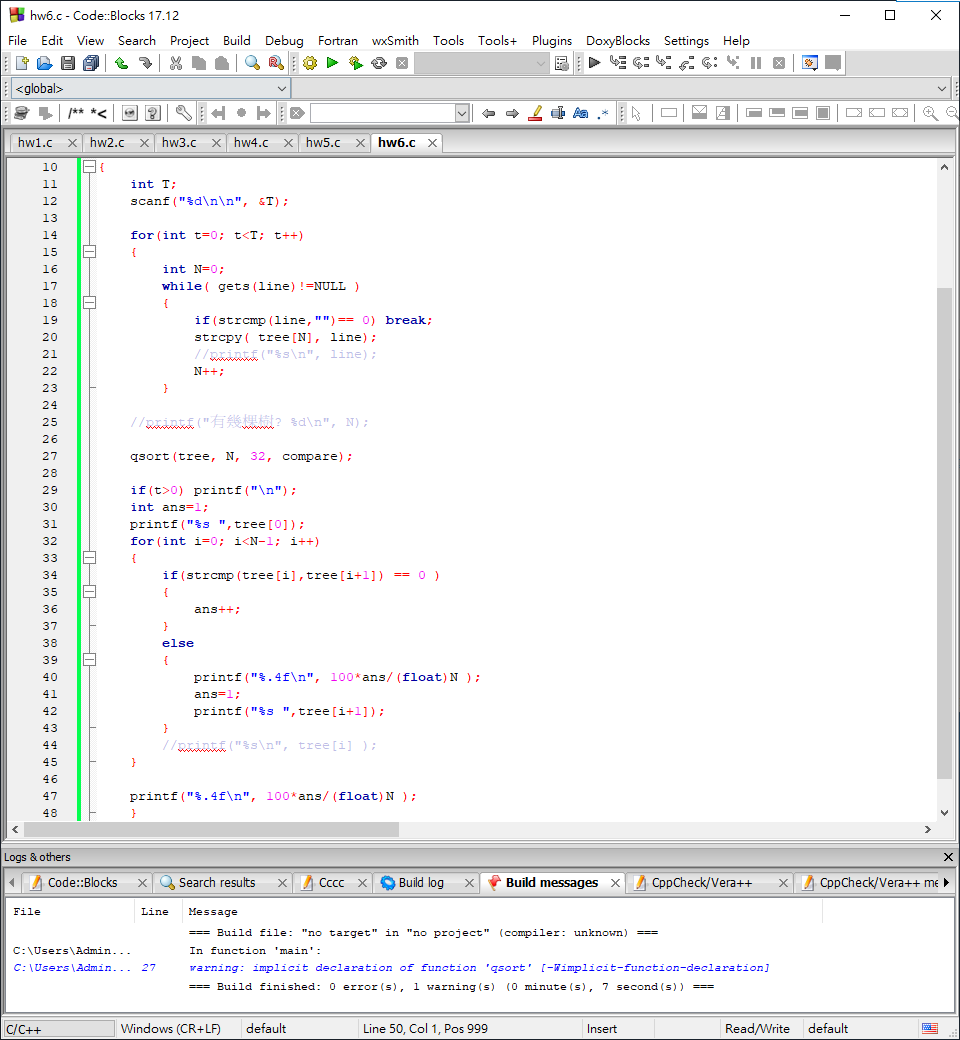 hw6.c - Code::Blocks 17.12
File Edit View Search Project Build Debug Fortran wxSmith Tools Tools+ Plugins DoxyBlocks Settings Help
<global>
/** *<
hw1.c hw2.c hw3.c hw4.c hw5.c hw6.c
10 {
11 int T;
12 scanf("%d\n\n", &T);
13
14 for(int t=0; t<T; t++)
15 {
16 int N=0;
17 while( gets(line)!=NULL )
18 {
19 if(strcmp(line,"")== 0) break;
20 strcpy( tree[N], line);
21 //printf("%s\n", line);
22 N++;
23 }
24
25 //printf("有幾棵樹? %d\n", N);
26
27 qsort(tree, N, 32, compare);
28
29 if(t>0) printf("\n");
30 int ans=1;
31 printf("%s ",tree[0]);
32 for(int i=0; i<N-1; i++)
33 {
34 if(strcmp(tree[i],tree[i+1]) == 0 )
35 {
36 ans++;
37 }
38 else
39 {
40 printf("%.4f\n", 100*ans/(float)N );
41 ans=1;
42 printf("%s ",tree[i+1]);
43 }
44 //printf("%s\n", tree[i] );
45 }
46
47 printf("%.4f\n", 100*ans/(float)N );
48 }
Logs & others
Code::Blocks Search results Cccc Build log Build messages CppCheck/Vera++ CppCheck/Vera++ me
File Line Message
=== Build file: "no target" in "no project" (compiler: unknown) ===
C:\Users\Admin... In function 'main':
C:\Users\Admin... 27 warning: implicit declaration of function 'qsort' [-Wimplicit-function-declaration]
=== Build finished: 0 error(s), 1 warning(s) (0 minute(s), 7 second(s)) ===
C/C++ Windows (CR+LF) default Line 50, Col 1, Pos 999 Insert Read/Write default